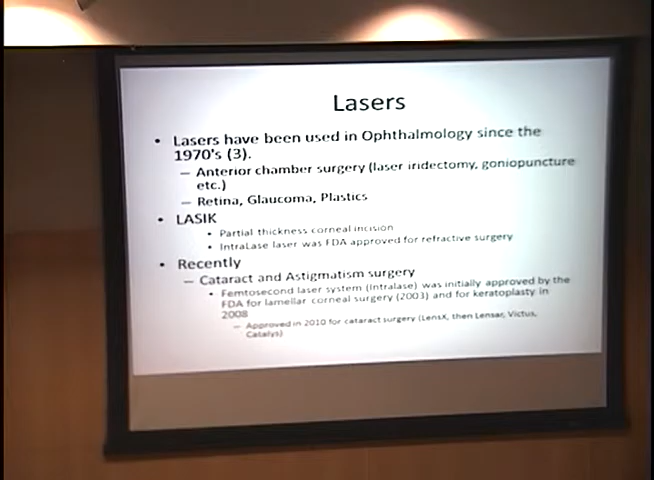 Lasers
• Lasers have been used in Ophthalmology since the
1970's (3).
– Anterior chamber surgery (laser iridectomy, goniopuncture
etc.)
– Retina, Glaucoma, Plastics
• LASIK
• Partial thickness corneal incision
• IntraLase laser was FDA approved for refractive surgery
• Recently
– Cataract and Astigmatism surgery
• Femtosecond laser system (Intralase) was initially approved by the
FDA for lamellar corneal surgery (2003) and for keratoplasty in
2008
– Approved in 2010 for cataract surgery (LensX, then Lensar, Victus,
Catalys)